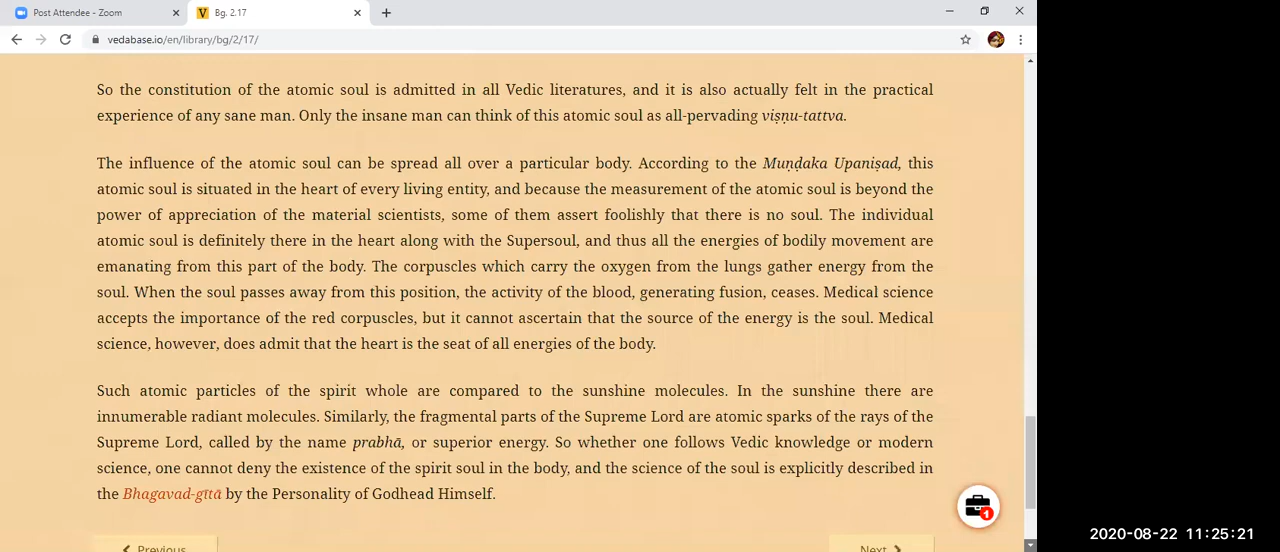 Post Attendee - Zoom
Bg. 2.17
vedabase.io/en/library/bg/2/17/
So the constitution of the atomic soul is admitted in all Vedic literatures, and it is also actually felt in the practical
experience of any sane man. Only the insane man can think of this atomic soul as all-pervading viṣṇu-tattva.
The influence of the atomic soul can be spread all over a particular body. According to the Muṇḍaka Upaniṣad, this
atomic soul is situated in the heart of every living entity, and because the measurement of the atomic soul is beyond the
power of appreciation of the material scientists, some of them assert foolishly that there is no soul. The individual
atomic soul is definitely there in the heart along with the Supersoul, and thus all the energies of bodily movement are
emanating from this part of the body. The corpuscles which carry the oxygen from the lungs gather energy from the
soul. When the soul passes away from this position, the activity of the blood, generating fusion, ceases. Medical science
accepts the importance of the red corpuscles, but it cannot ascertain that the source of the energy is the soul. Medical
science, however, does admit that the heart is the seat of all energies of the body.
Such atomic particles of the spirit whole are compared to the sunshine molecules. In the sunshine there are
innumerable radiant molecules. Similarly, the fragmental parts of the Supreme Lord are atomic sparks of the rays of the
Supreme Lord, called by the name prabhā, or superior energy. So whether one follows Vedic knowledge or modern
science, one cannot deny the existence of the spirit soul in the body, and the science of the soul is explicitly described in
the Bhagavad-gītā by the Personality of Godhead Himself.
1
Previous
Next
2020-08-22 11:25:21